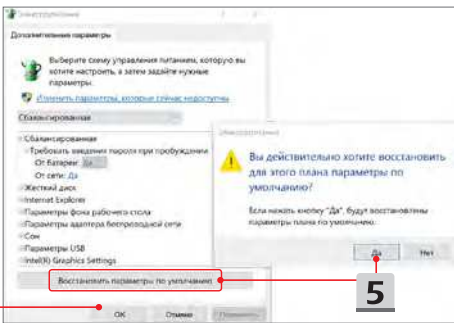 Электропитание
Дополнительные параметры
Выберите схему управления питанием, которую вы
хотите настроить, а затем задайте нужные
параметры.
Изменить параметры, которые сейчас недоступны
Сбалансированная
Сбалансированная
Требовать введения пароля при пробуждении
От батареи: Да
От сети: Да
Жесткий диск
Internet Explorer
Параметры фона рабочего стола
Параметры адаптера беспроводной сети
Сон
Параметры USB
Intel(R) Graphics Settings
Восстановить параметры по умолчанию
OK Отмена Применить
Электропитание
Вы действительно хотите восстановить
для этого плана параметры по
умолчанию?
Если нажать кнопку "Да", будут восстановлены
параметры плана по умолчанию.
Да Нет
5